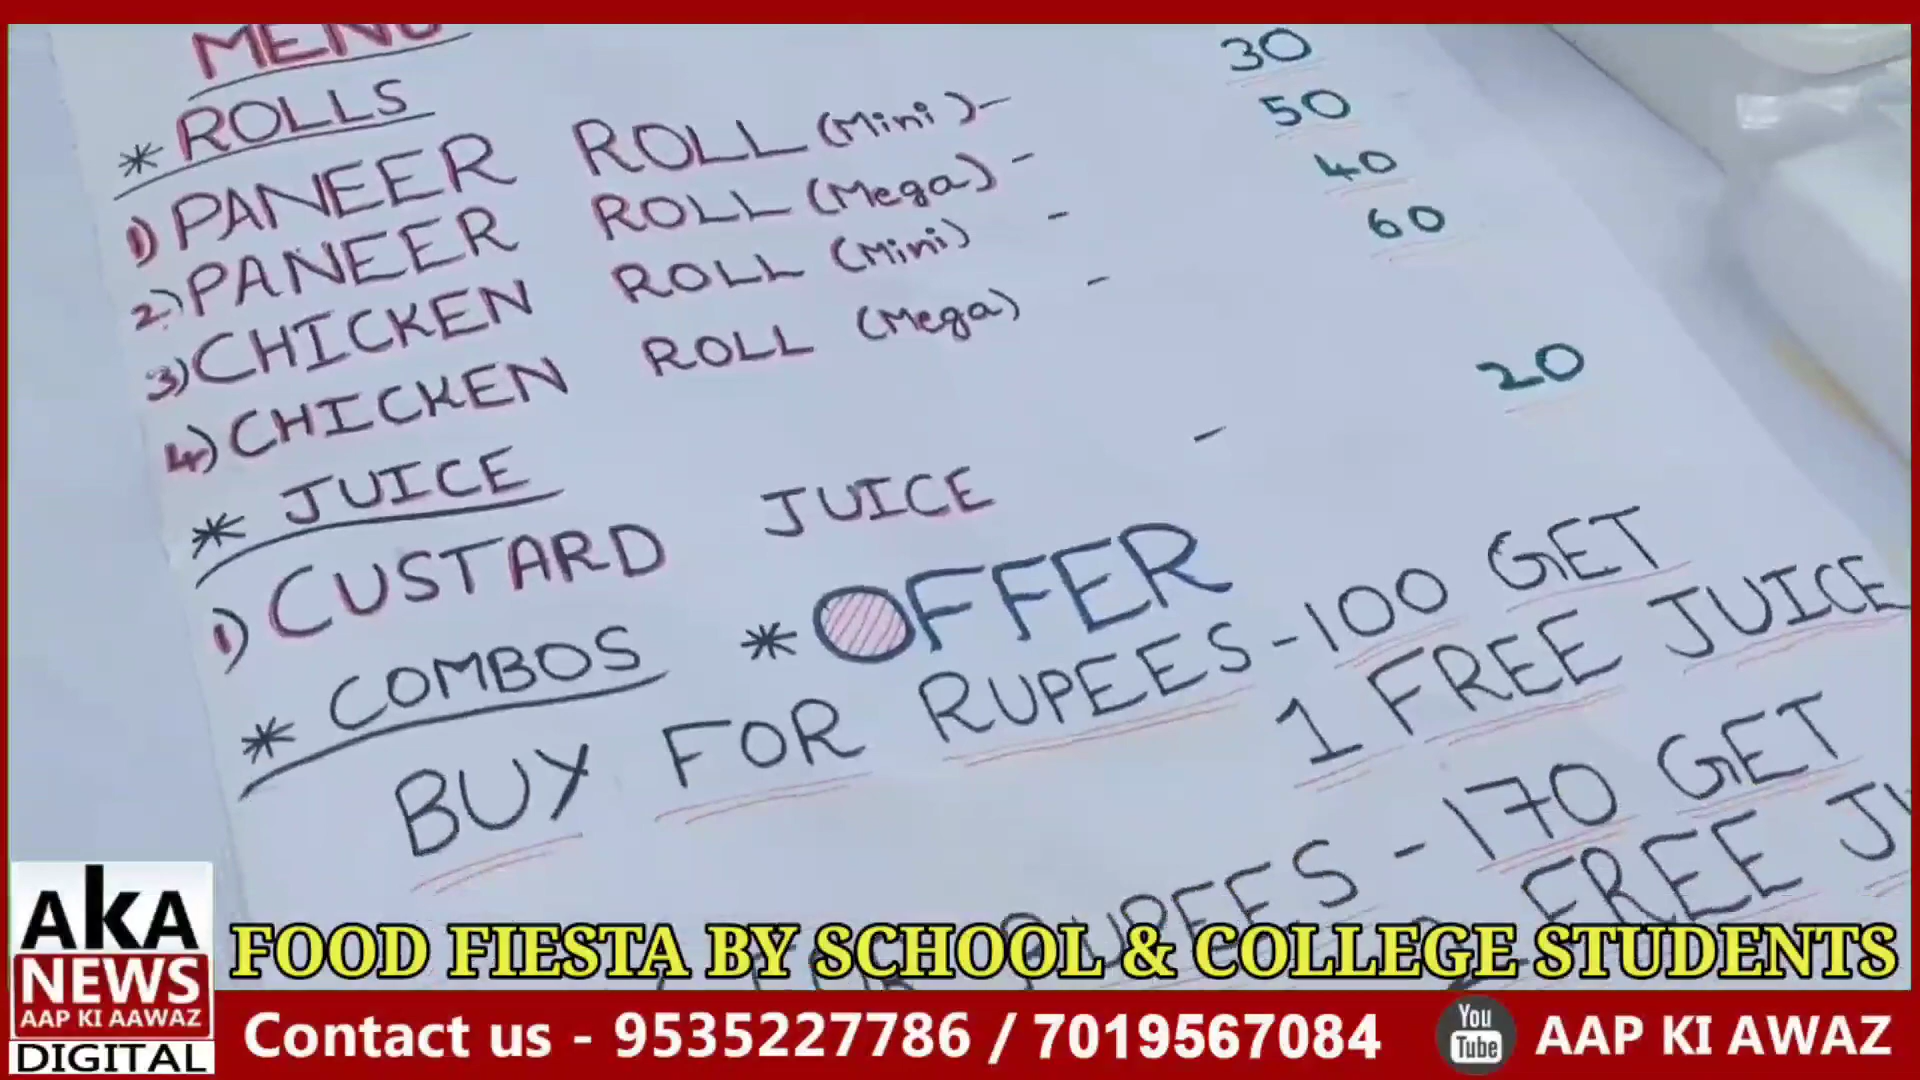 MENU
* ROLLS
1) PANEER ROLL (Mini) - 30
2) PANEER ROLL (Mega) - 50
3) CHICKEN ROLL (Mini) - 40
4) CHICKEN ROLL (Mega) - 60
* JUICE
1) CUSTARD JUICE - 20
* COMBOS * OFFER
BUY FOR RUPEES - 100 GET
1 FREE JUICE
FOR RUPEES - 170 GET
FREE
AKA
NEWS
AAP KI AAWAZ
DIGITAL
FOOD FIESTA BY SCHOOL & COLLEGE STUDENTS
Contact us - 9535227786 / 7019567084
You
Tube
AAP KI AWAZ